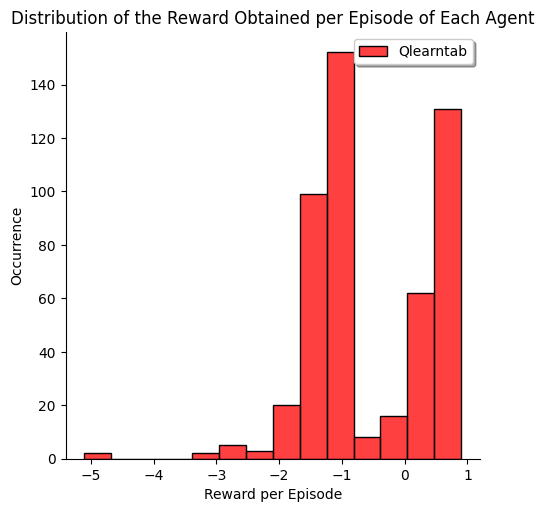 Distribution of the Reward Obtained per Episode of Each Agent
Qlearntab
Occurrence
140
120
100
80
60
40
20
0
−5 −4 −3 −2 −1 0 1
Reward per Episode